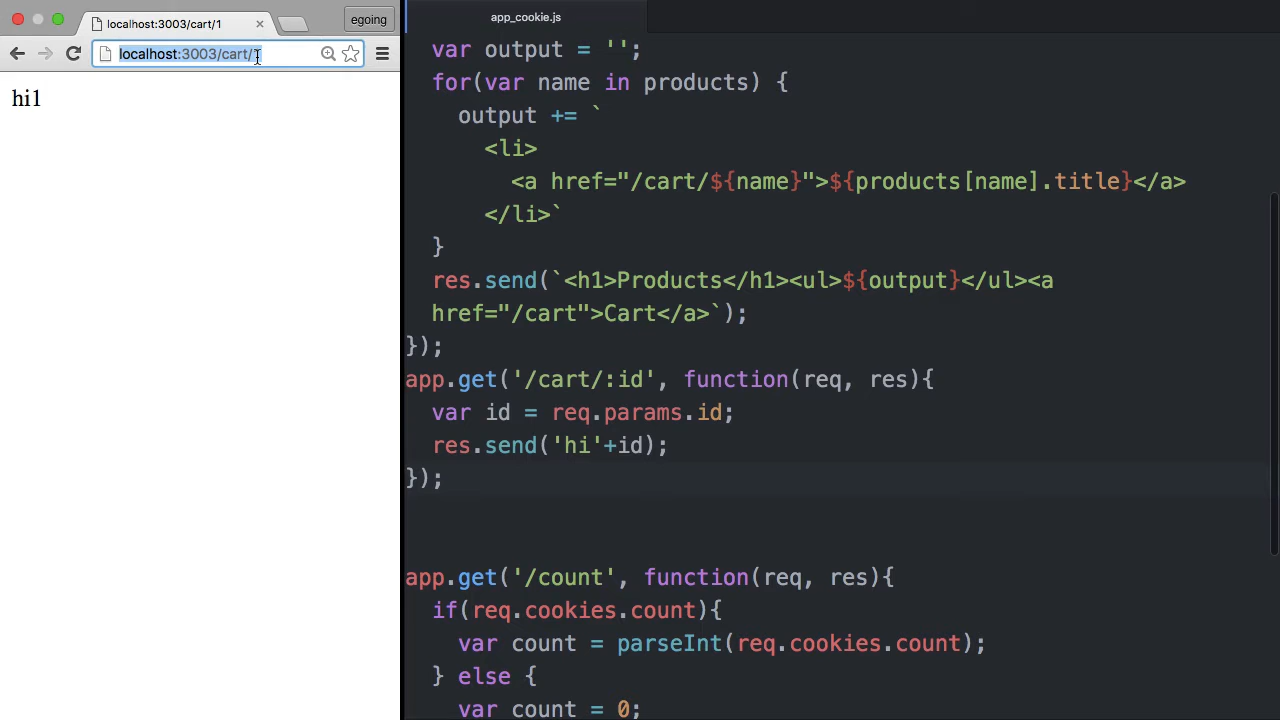 localhost:3003/cart/1
egoing
localhost:3003/cart/1
hi1
app_cookie.js
var output = '';
for(var name in products) {
output += `
<li>
<a href="/cart/${name}">${products[name].title}</a>
</li>`
}
res.send(`<h1>Products</h1><ul>${output}</ul><a
href="/cart">Cart</a>`);
});
app.get('/cart/:id', function(req, res){
var id = req.params.id;
res.send('hi'+id);
});
app.get('/count', function(req, res){
if(req.cookies.count){
var count = parseInt(req.cookies.count);
} else {
var count = 0;